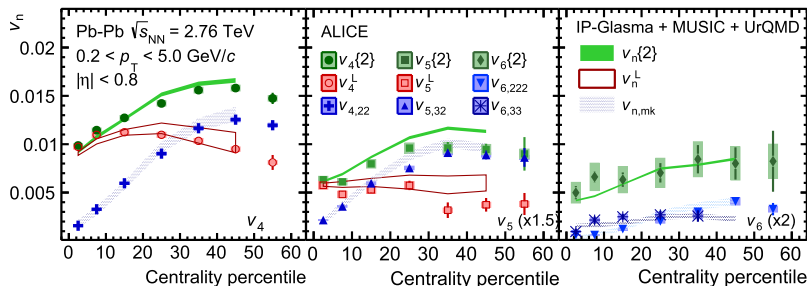 v_n
0.02
0.015
0.01
0.005
0
Pb-Pb √s_NN = 2.76 TeV
0.2 < p_T < 5.0 GeV/c
|η| < 0.8
v_4
0 10 20 30 40 50 60
Centrality percentile
ALICE
v_4{2} v_5{2} v_6{2}
v_4^L v_5^L v_6,222
v_4,22 v_5,32 v_6,33
v_5 (x1.5)
0 10 20 30 40 50 60
Centrality percentile
IP-Glasma + MUSIC + UrQMD
v_n{2}
v_n^L
v_n,mk
v_6 (x2)
0 10 20 30 40 50 60
Centrality percentile